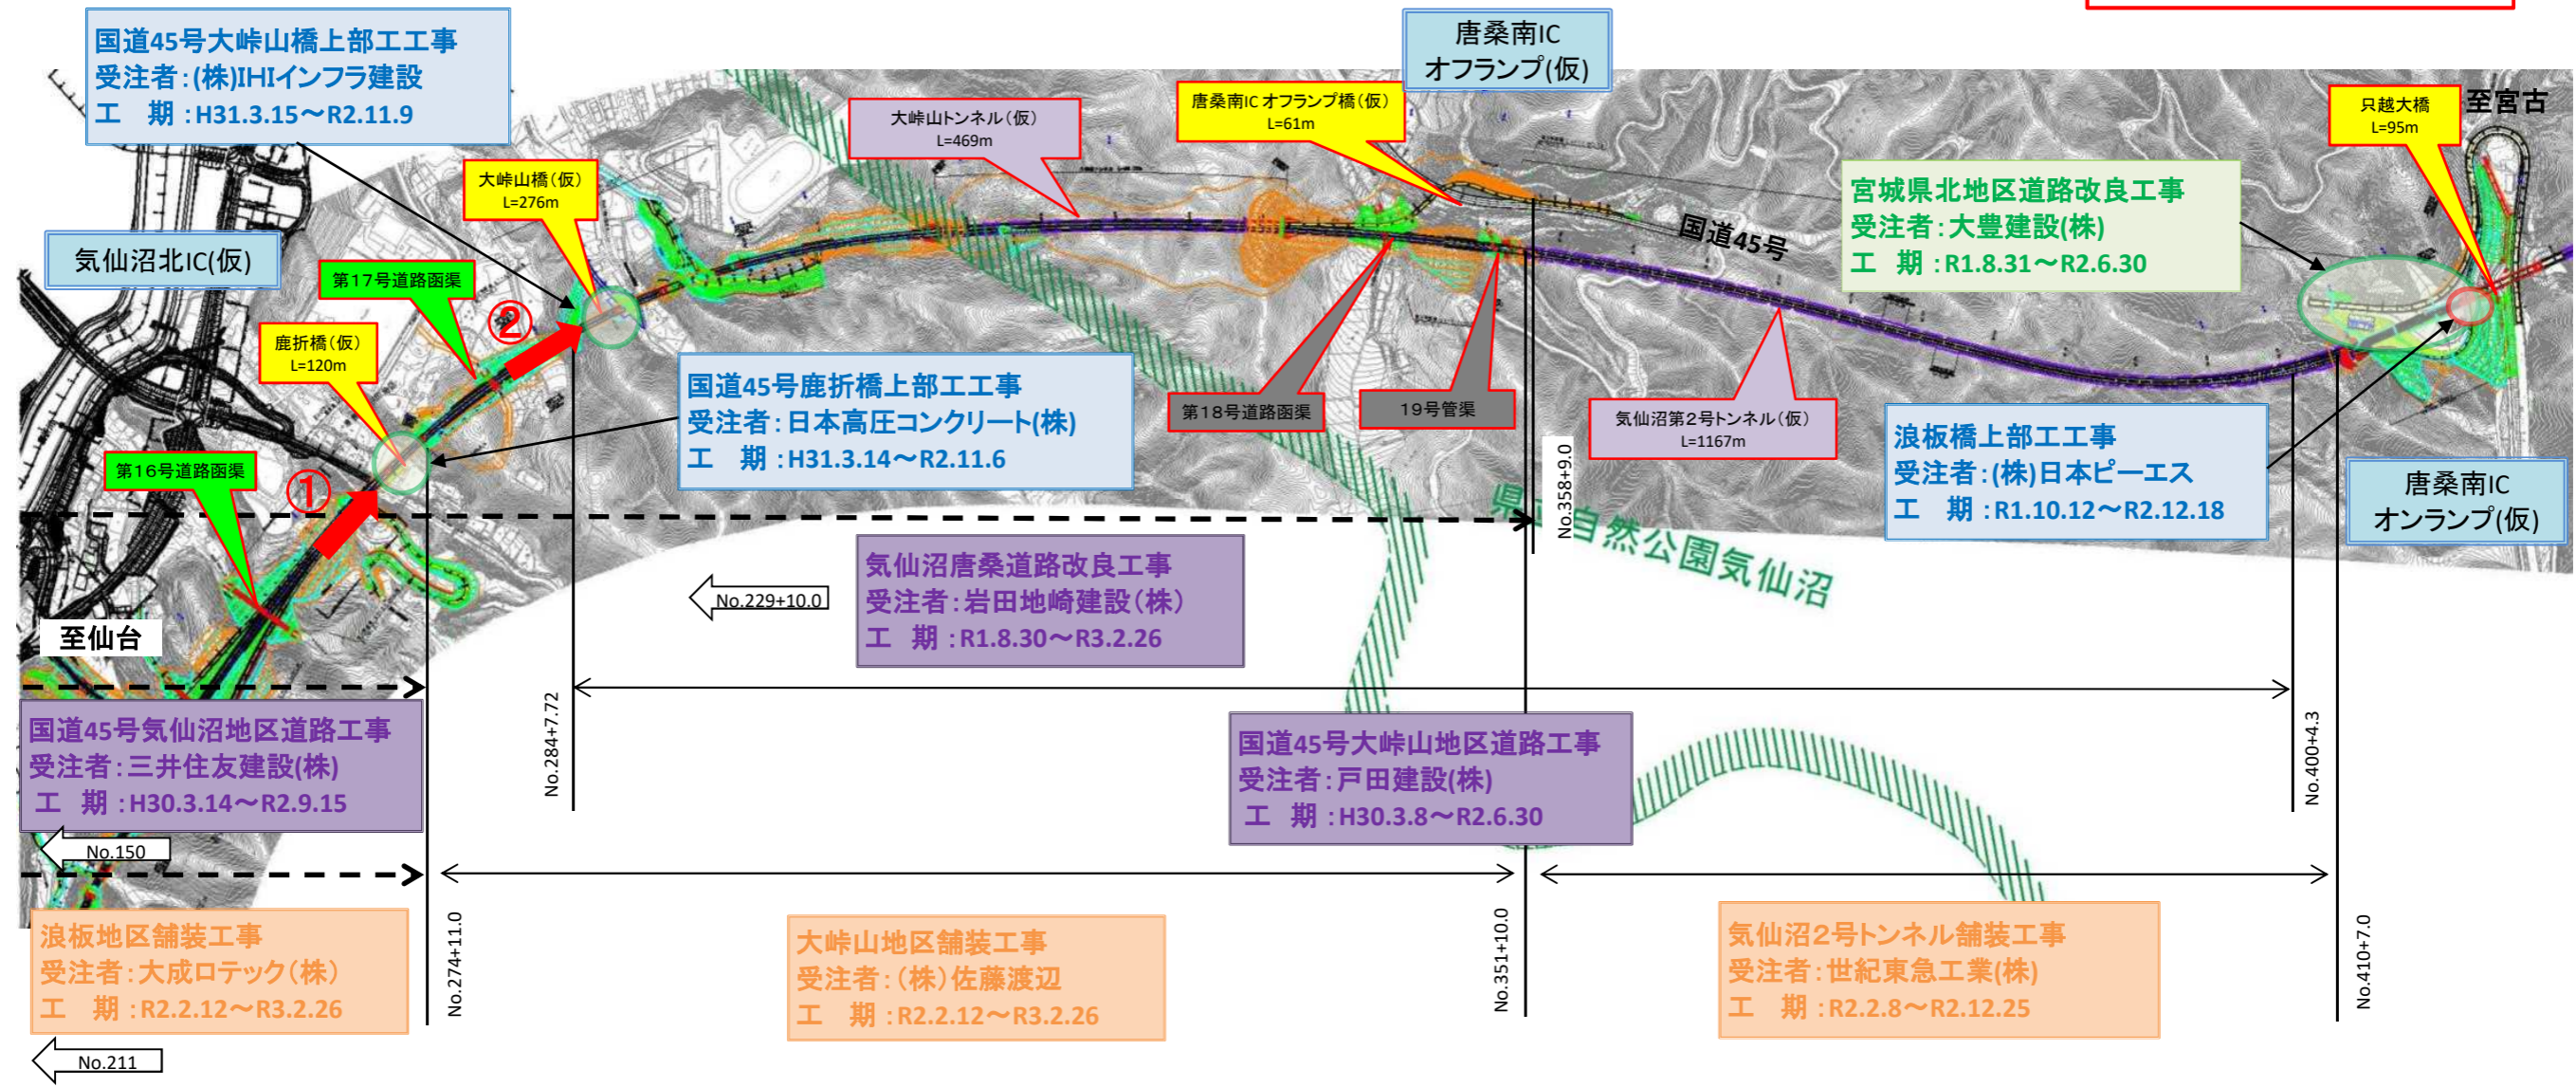 国道45号大峠山橋上部工工事
受注者：(株)IHIインフラ建設
工　期：H31.3.15～R2.11.9
唐桑南IC
オフランプ(仮)
大峠山トンネル（仮）
L=469m
唐桑南IC オフランプ橋（仮）
L=61m
只越大橋
L=95m
至宮古
大峠山橋（仮）
L=276m
宮城県北地区道路改良工事
受注者：大豊建設(株)
工　期：R1.8.31～R2.6.30
国道45号
気仙沼北IC(仮)
第17号道路函渠
②
鹿折橋（仮）
L=120m
国道45号鹿折橋上部工工事
受注者：日本高圧コンクリート(株)
工　期：H31.3.14～R2.11.6
第18号道路函渠
19号管渠
気仙沼第2号トンネル（仮）
L=1167m
浪板橋上部工工事
受注者：(株)日本ピーエス
工　期：R1.10.12～R2.12.18
唐桑南IC
オンランプ(仮)
第16号道路函渠
①
No.358+9.0
自然公園気仙沼
気仙沼唐桑道路改良工事
受注者：岩田地崎建設（株）
工　期：R1.8.30～R3.2.26
No.229+10.0
至仙台
国道45号気仙沼地区道路工事
受注者：三井住友建設(株)
工　期：H30.3.14～R2.9.15
No.284+7.72
国道45号大峠山地区道路工事
受注者：戸田建設(株)
工　期：H30.3.8～R2.6.30
No.400+4.3
No.150
浪板地区舗装工事
受注者：大成ロテック（株）
工　期：R2.2.12～R3.2.26
No.274+11.0
大峠山地区舗装工事
受注者：（株）佐藤渡辺
工　期：R2.2.12～R3.2.26
No.351+10.0
気仙沼2号トンネル舗装工事
受注者：世紀東急工業(株)
工　期：R2.2.8～R2.12.25
No.410+7.0
No.211